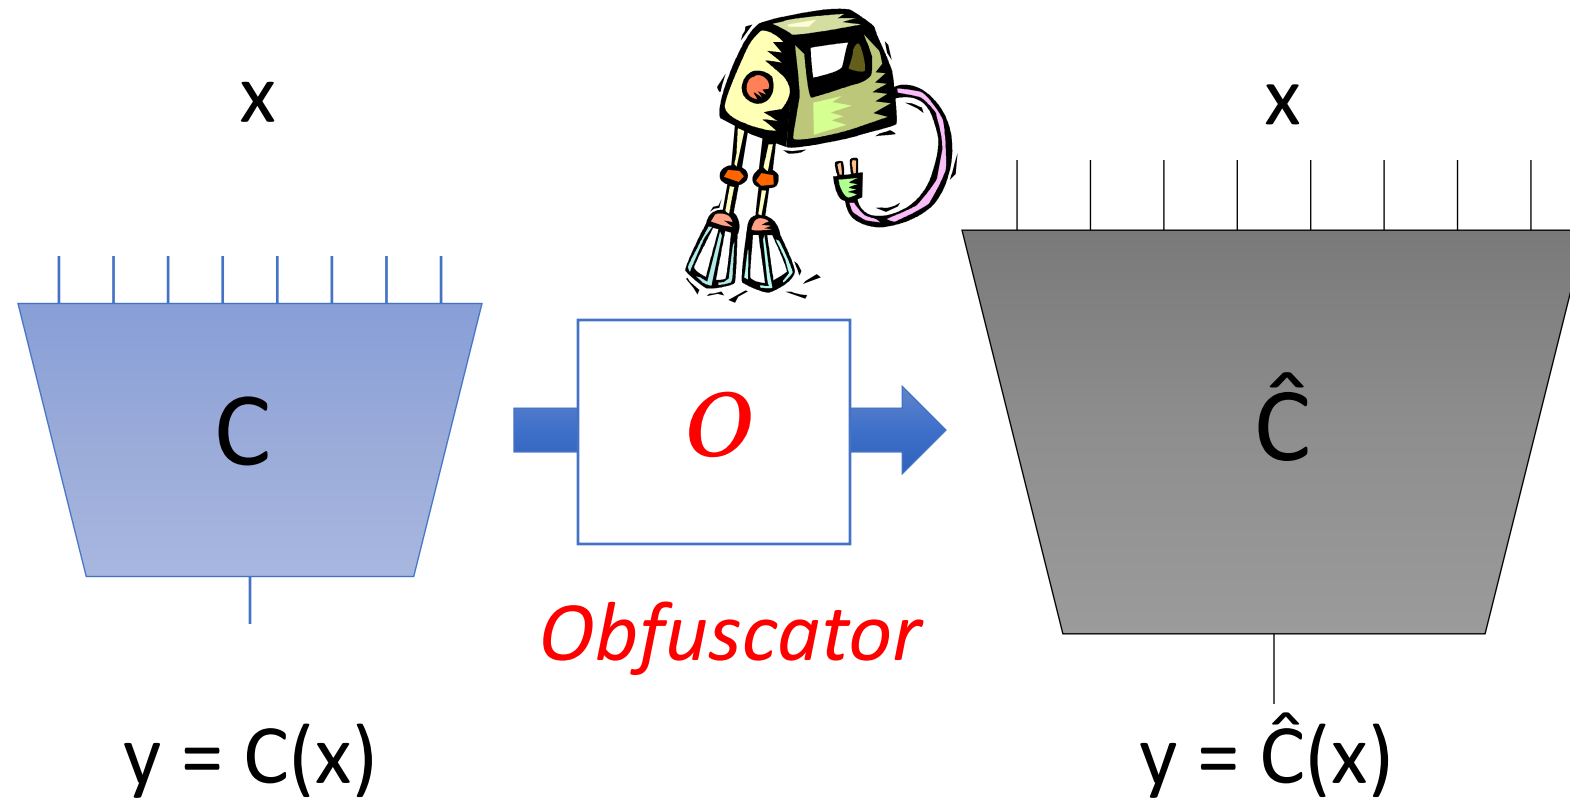 x
C
y = C(x)
O
Obfuscator
x
Ĉ
y = Ĉ(x)